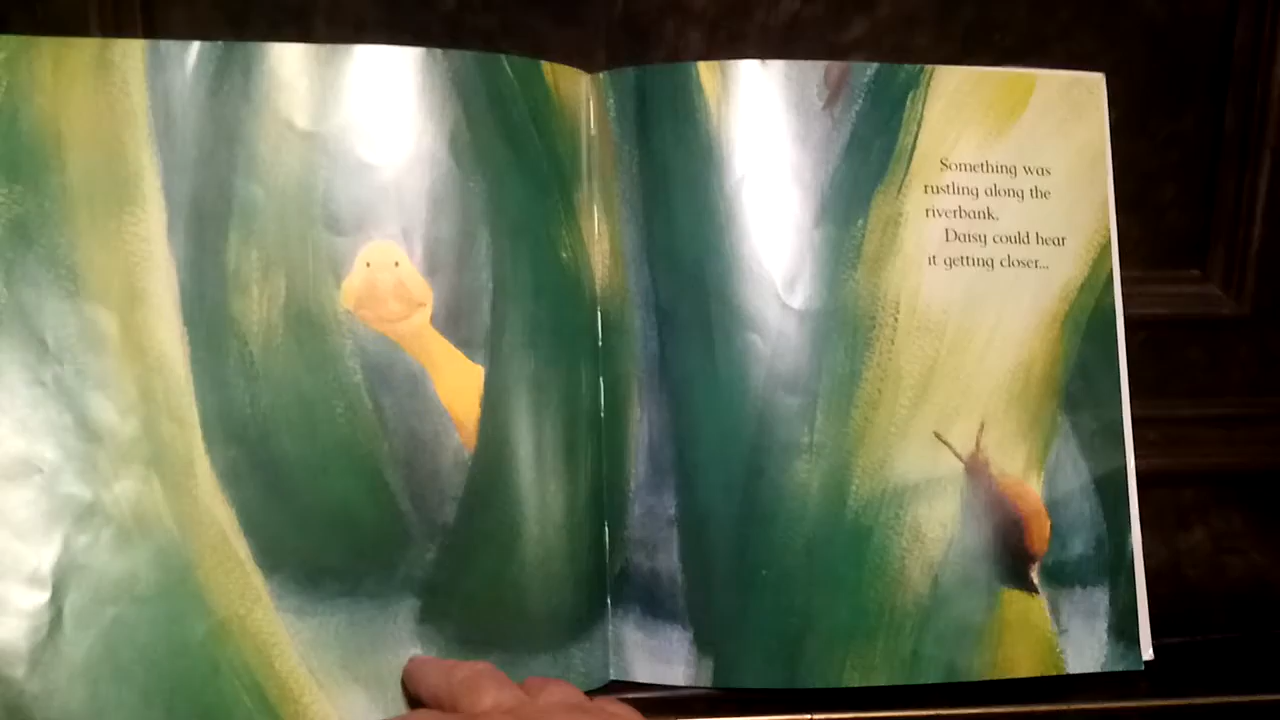 Something was
rustling along the
riverbank.
Daisy could hear
it getting closer...